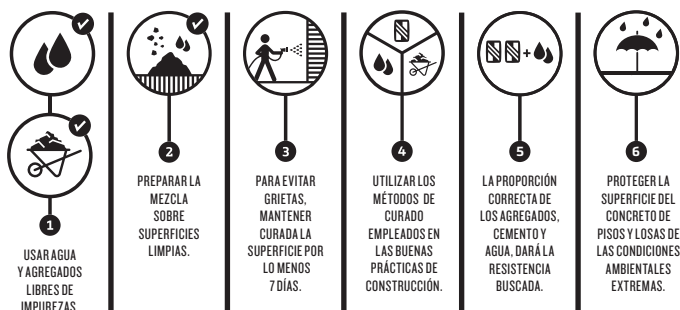 1
USAR AGUA
Y AGREGADOS
LIBRES DE
IMPUREZAS
2
PREPARAR LA
MEZCLA
SOBRE
SUPERFICIES
LIMPIAS.
3
PARA EVITAR
GRIETAS,
MANTENER
CURADA LA
SUPERFICIE POR
LO MENOS
7 DÍAS.
4
UTILIZAR LOS
MÉTODOS DE
CURADO
EMPLEADOS EN
LAS BUENAS
PRÁCTICAS DE
CONSTRUCCIÓN.
5
LA PROPORCIÓN
CORRECTA DE
LOS AGREGADOS,
CEMENTO Y
AGUA, DARÁ LA
RESISTENCIA
BUSCADA.
6
PROTEGER LA
SUPERFICIE DEL
CONCRETO DE
PISOS Y LOSAS DE
LAS CONDICIONES
AMBIENTALES
EXTREMAS.